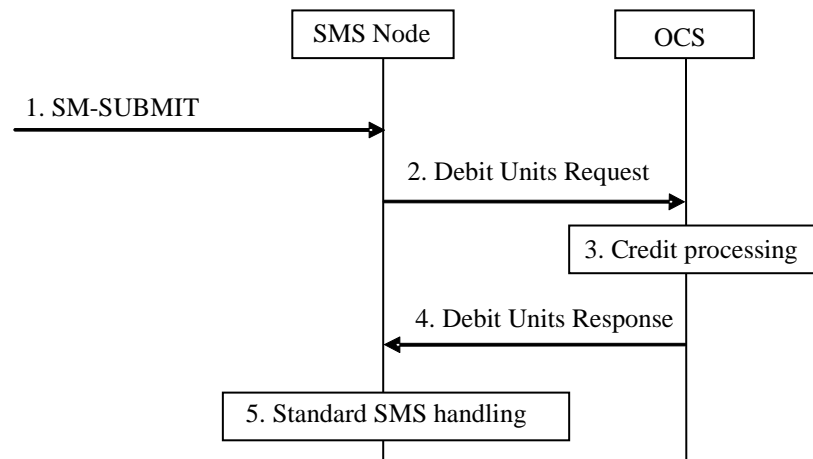 SMS Node
OCS
1. SM-SUBMIT
2. Debit Units Request
3. Credit processing
4. Debit Units Response
5. Standard SMS handling